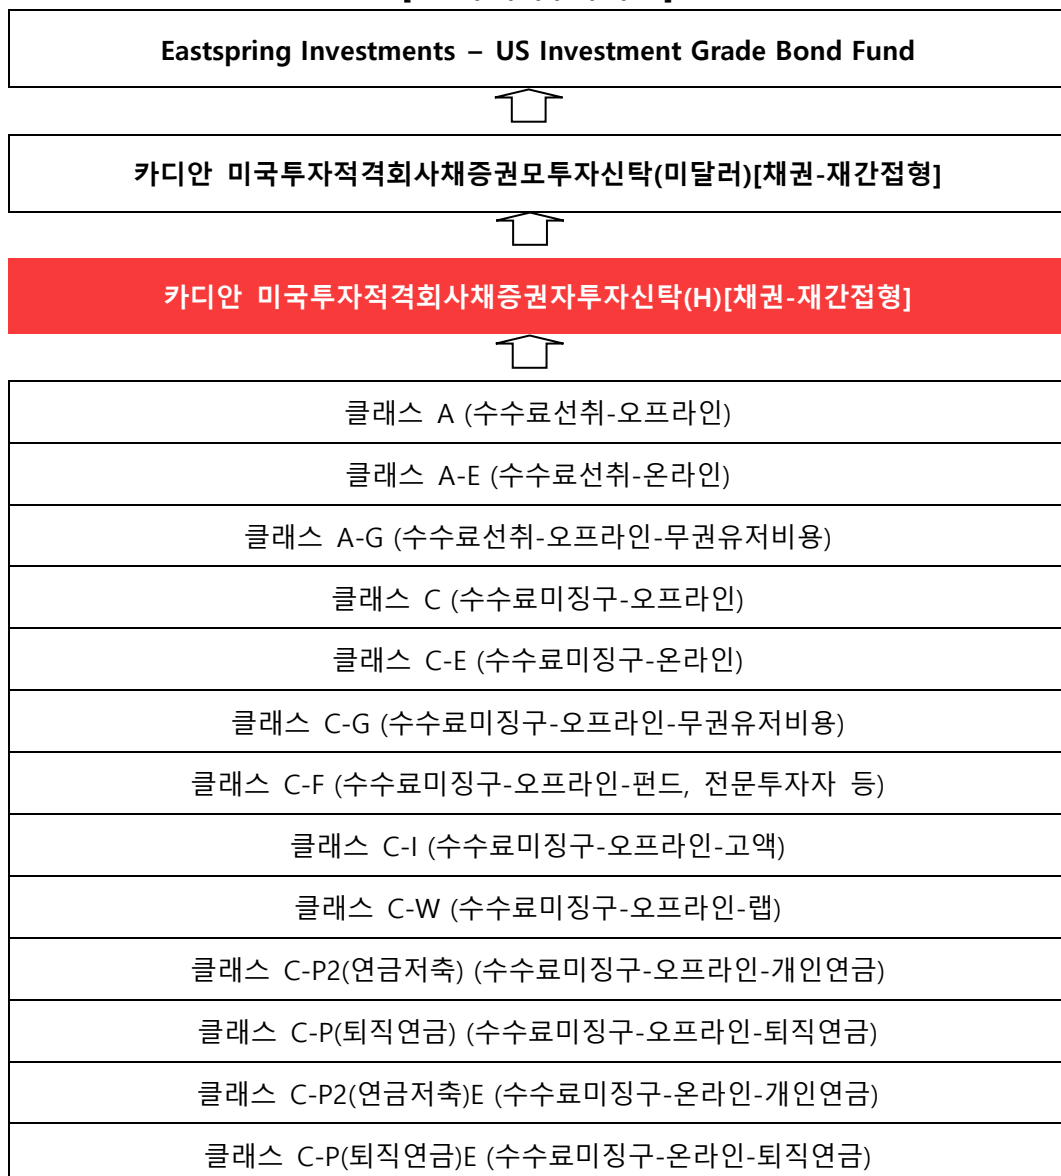 Eastspring Investments – US Investment Grade Bond Fund
카디안 미국투자적격회사채증권모투자신탁(미달러)[채권-재간접형]
카디안 미국투자적격회사채증권자투자신탁(H)[채권-재간접형]
클래스 A (수수료선취-오프라인)
클래스 A-E (수수료선취-온라인)
클래스 A-G (수수료선취-오프라인-무권유저비용)
클래스 C (수수료미징구-오프라인)
클래스 C-E (수수료미징구-온라인)
클래스 C-G (수수료미징구-오프라인-무권유저비용)
클래스 C-F (수수료미징구-오프라인-펀드, 전문투자자 등)
클래스 C-I (수수료미징구-오프라인-고액)
클래스 C-W (수수료미징구-오프라인-랩)
클래스 C-P2(연금저축) (수수료미징구-오프라인-개인연금)
클래스 C-P(퇴직연금) (수수료미징구-오프라인-퇴직연금)
클래스 C-P2(연금저축)E (수수료미징구-온라인-개인연금)
클래스 C-P(퇴직연금)E (수수료미징구-온라인-퇴직연금)